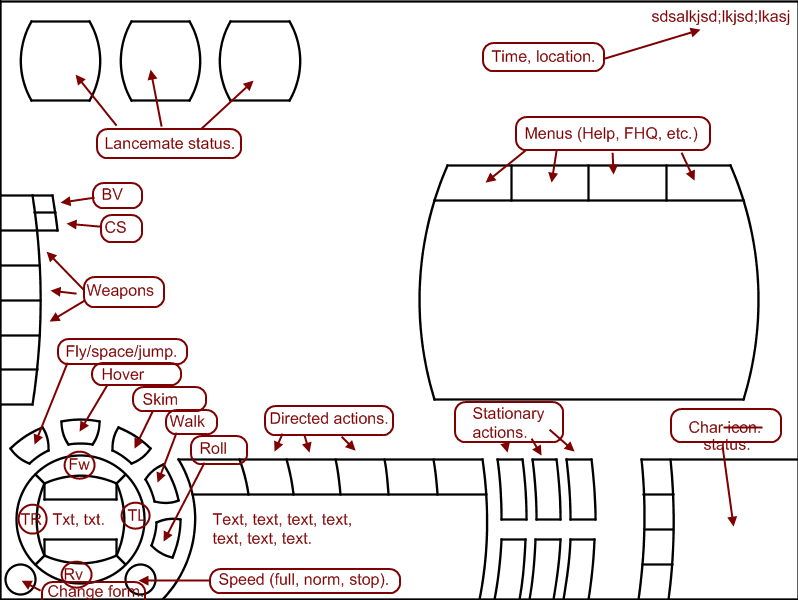 sdsalkjsd;lkjsd;lkasj
Time, location.
Menus (Help, FHQ, etc.)
Lancemate status.
BV
CS
Weapons
Fly/space/jump.
Hover
Skim
Walk
Roll
Directed actions.
Stationary
actions.
Char icon.
status.
Fw
TR
Txt, txt.
TL
Rv
Text, text, text, text,
text, text, text.
Speed (full, norm, stop).
Change form.